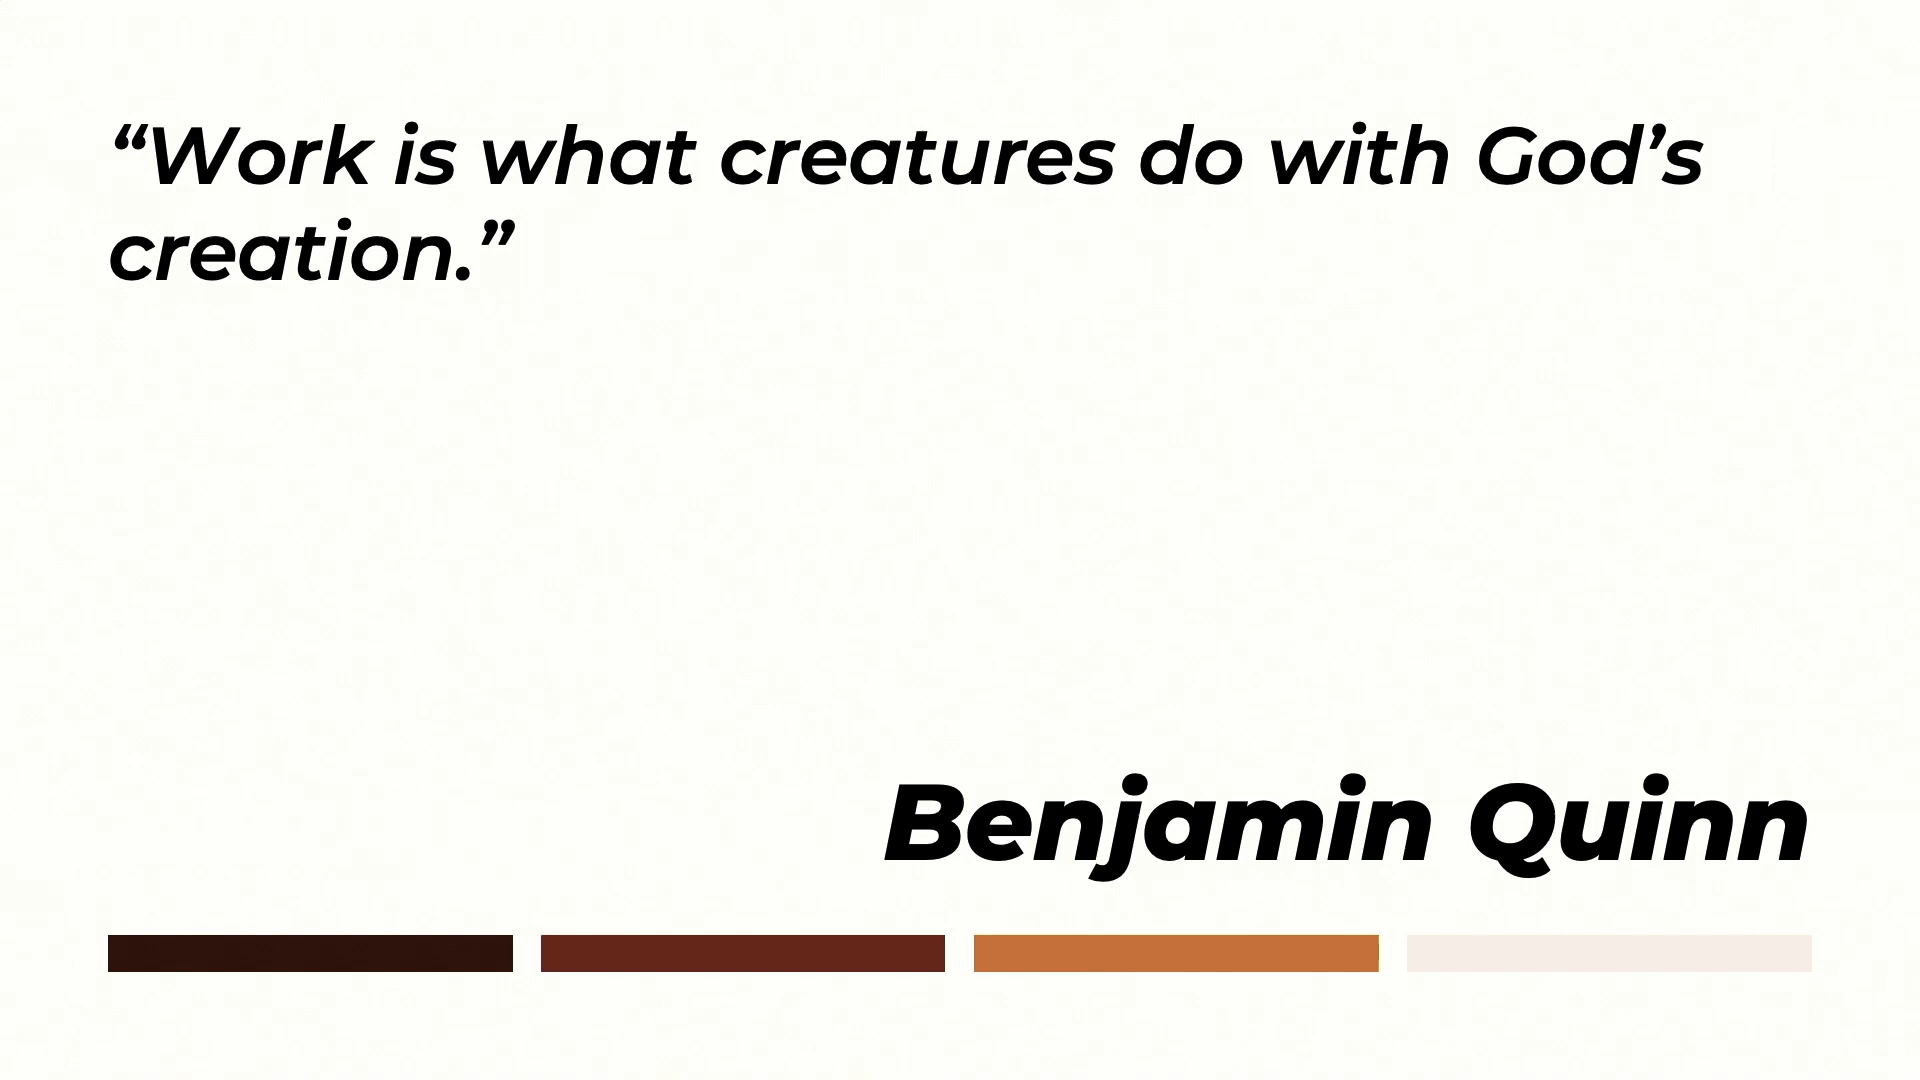 “Work is what creatures do with God’s
creation.”
Benjamin Quinn